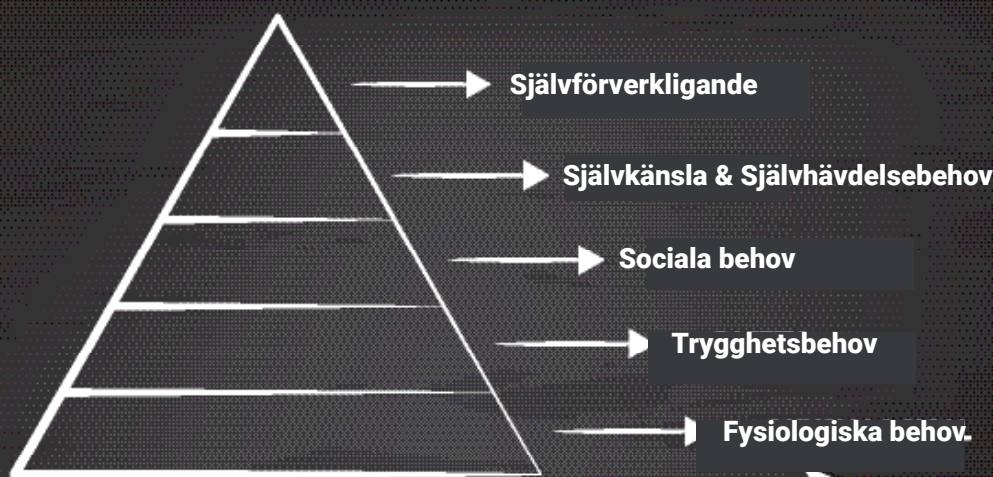 Självförverkligande
Självkänsla & Självhävdelsebehov
Sociala behov
Trygghetsbehov
Fysiologiska behov